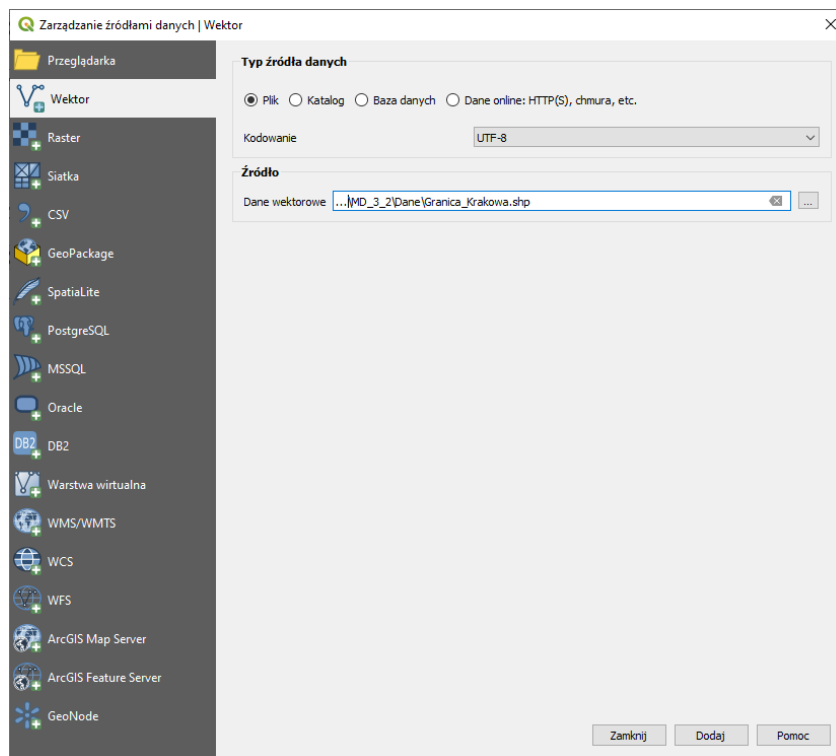 Zarządzanie źródłami danych | Wektor
Przeglądarka
Wektor
Raster
Siatka
CSV
GeoPackage
SpatiaLite
PostgreSQL
MSSQL
Oracle
DB2 DB2
Warstwa wirtualna
WMS/WMTS
WCS
WFS
ArcGIS Map Server
ArcGIS Feature Server
GeoNode
Typ źródła danych
Plik Katalog Baza danych Dane online: HTTP(S), chmura, etc.
Kodowanie UTF-8
Źródło
Dane wektorowe ...\MD_3_2\Dane\Granica_Krakowa.shp ...
Zamknij Dodaj Pomoc